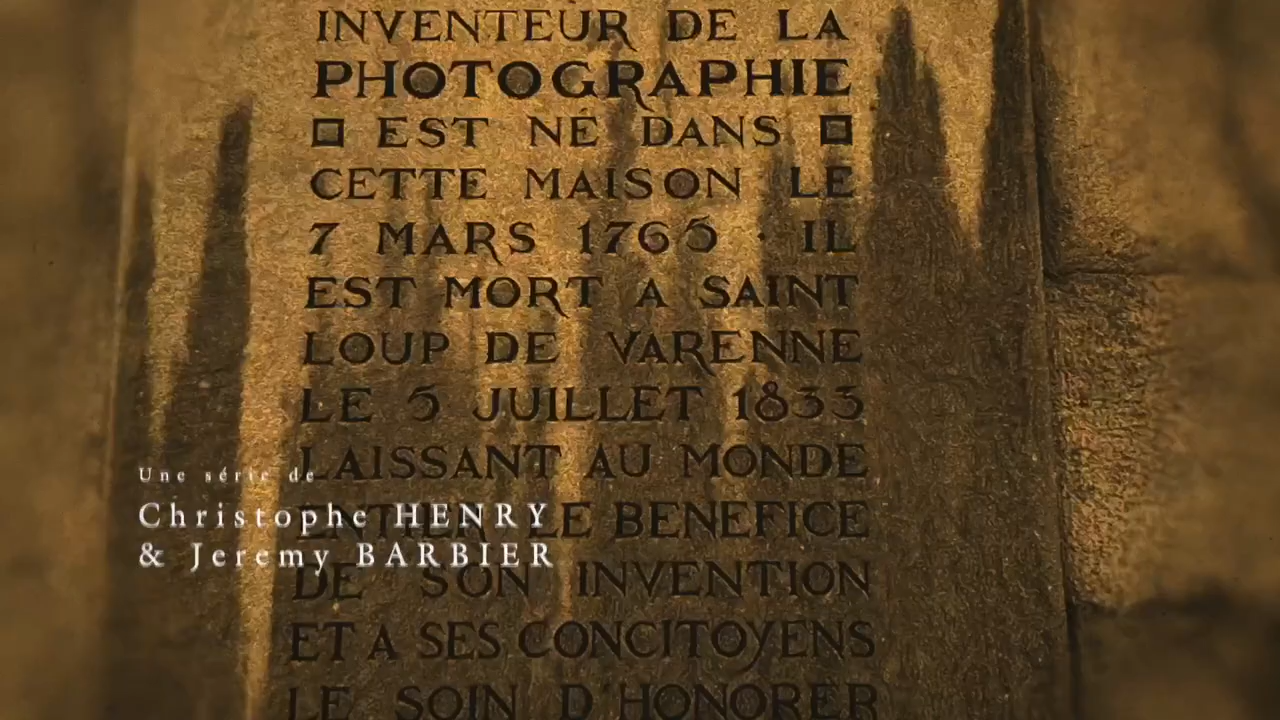 INVENTEUR DE LA
PHOTOGRAPHIE
EST NÉ DANS
CETTE MAISON LE
7 MARS 1765 · IL
EST MORT A SAINT
LOUP DE VARENNE
LE 5 JUILLET 1833
LAISSANT AU MONDE
ENTIER LE BENEFICE
DE SON INVENTION
ET A SES CONCITOYENS
LE SOIN D'HONORER
Une série de
Christophe HENRY
& Jeremy BARBIER